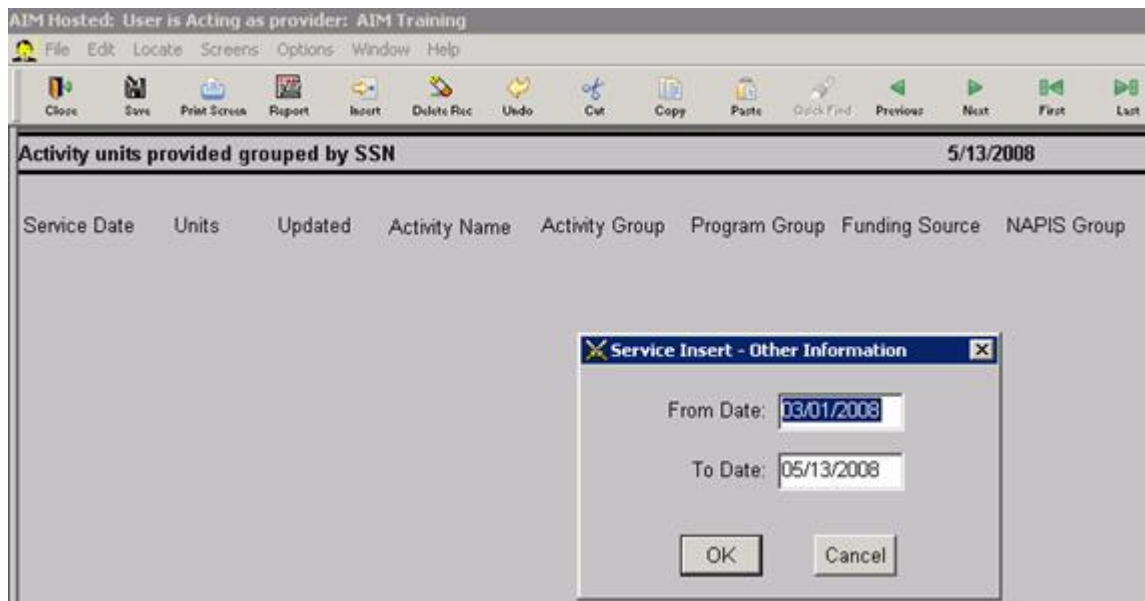 AIM Hosted: User is Acting as provider: AIM Training
File Edit Locate Screens Options Window Help
Close Save Print Screen Report Insert Delete Rec Undo Cut Copy Paste Quick Find Previous Next First Last
Activity units provided grouped by SSN 5/13/2008
Service Date Units Updated Activity Name Activity Group Program Group Funding Source NAPIS Group
Service Insert - Other Information
From Date: 03/01/2008
To Date: 05/13/2008
OK Cancel